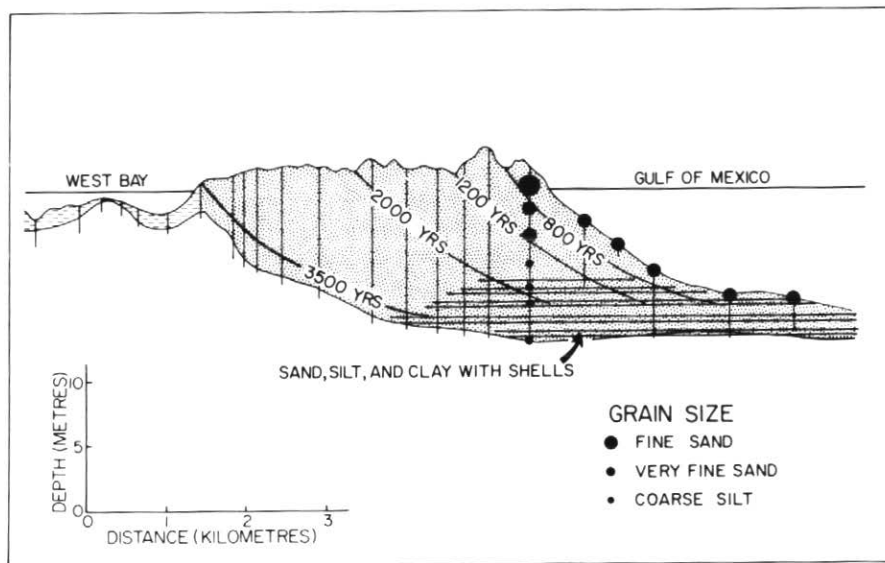 WEST BAY
GULF OF MEXICO
2000 YRS
1200 YRS
800 YRS
3500 YRS
SAND, SILT, AND CLAY WITH SHELLS
DEPTH (METRES)
10
5
0
0 1 2 3
DISTANCE (KILOMETRES)
GRAIN SIZE
FINE SAND
VERY FINE SAND
COARSE SILT